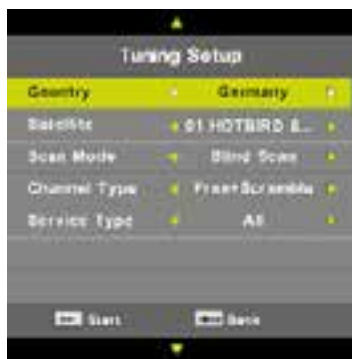 Tuning Setup
Country Germany
Satellite 01 HOTBIRD 6...
Scan Mode Blind Scan
Channel Type Free+Scramble
Service Type All
Start Back